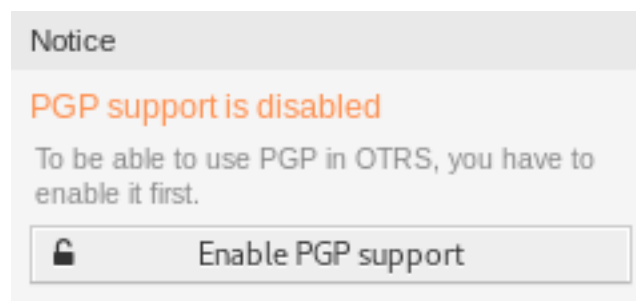 Notice
PGP support is disabled
To be able to use PGP in OTRS, you have to
enable it first.
Enable PGP support